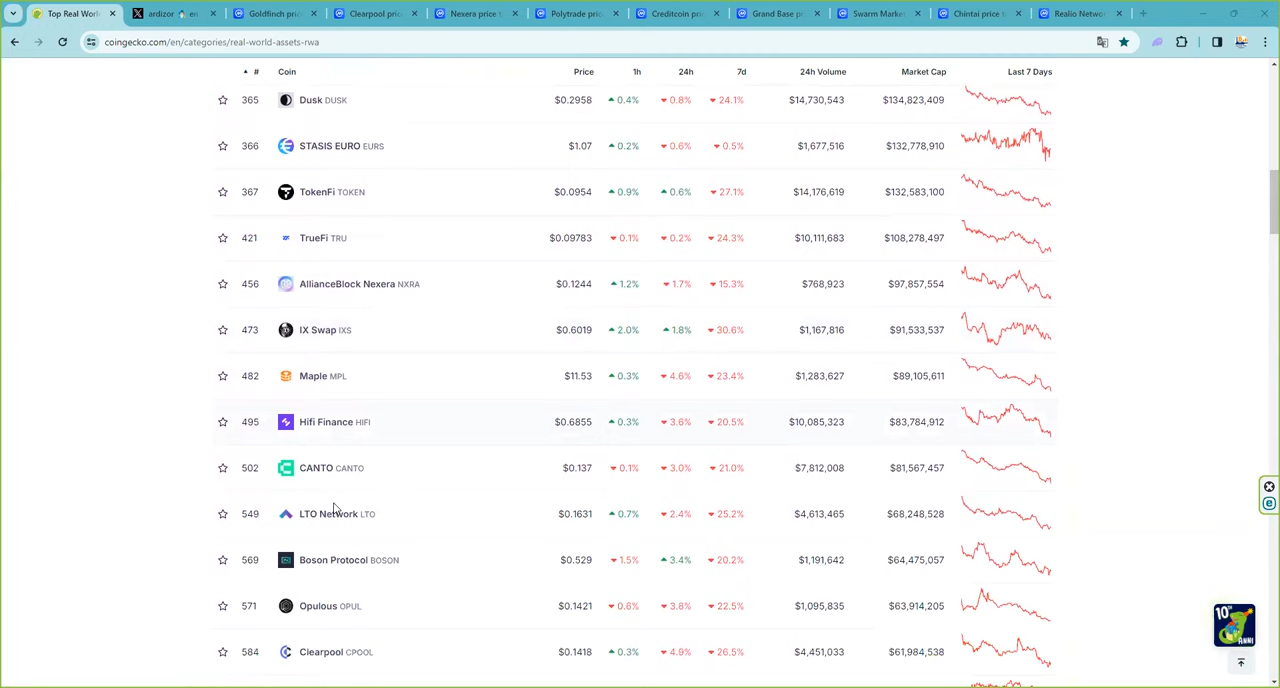 Top Real Worl
ardizor
en
Goldfinch pri
Clearpool price
Nexera price t
Polytrade pric
Creditcoin pri
Grand Base p
Swarm Market
Chintai price s
Realio Netwo
coingecko.com/en/categories/real-world-assets-rwa
# Coin Price 1h 24h 7d 24h Volume Market Cap Last 7 Days
365 Dusk DUSK $0.2958 0.4% 0.8% 24.1% $14,730,543 $134,823,409
366 STASIS EURO EURS $1.07 0.2% 0.6% 0.5% $1,677,516 $132,778,910
367 TokenFi TOKEN $0.0954 0.9% 0.6% 27.1% $14,176,619 $132,583,100
421 TrueFi TRU $0.09783 0.1% 0.2% 24.3% $10,111,683 $108,278,497
456 AllianceBlock Nexera NXRA $0.1244 1.2% 1.7% 15.3% $768,923 $97,857,554
473 IX Swap IXS $0.6019 2.0% 1.8% 30.6% $1,167,816 $91,533,537
482 Maple MPL $11.53 0.3% 4.6% 23.4% $1,283,627 $89,105,611
495 Hifi Finance HIFI $0.6855 0.3% 3.6% 20.5% $10,085,323 $83,784,912
502 CANTO CANTO $0.137 0.1% 3.0% 21.0% $7,812,008 $81,567,457
549 LTO Network LTO $0.1631 0.7% 2.4% 25.2% $4,613,465 $68,248,528
569 Boson Protocol BOSON $0.529 1.5% 3.4% 20.2% $1,191,642 $64,475,057
571 Opulous OPUL $0.1421 0.6% 3.8% 22.5% $1,095,835 $63,914,205
584 Clearpool CPOOL $0.1418 0.3% 4.9% 26.5% $4,451,033 $61,984,538
10th
ANNI